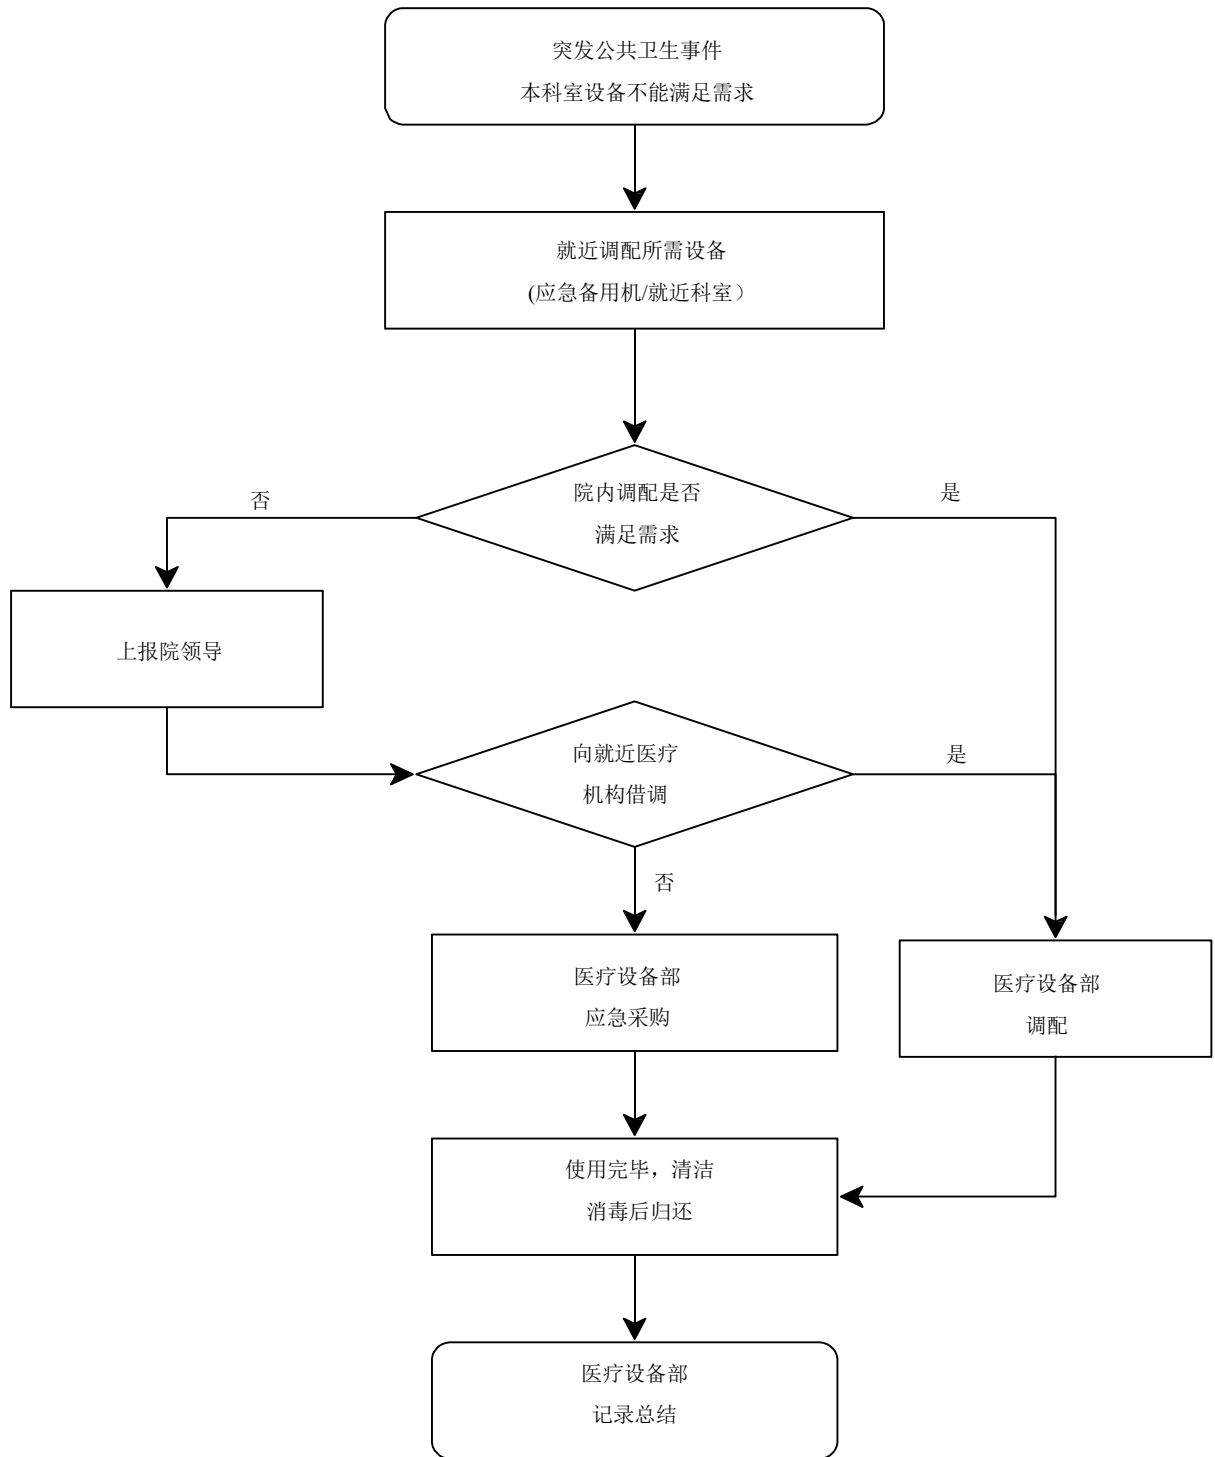 突发公共卫生事件
本科室设备不能满足需求
就近调配所需设备
(应急备用机/就近科室）
院内调配是否
满足需求
否
是
上报院领导
向就近医疗
机构借调
是
否
医疗设备部
应急采购
医疗设备部
调配
使用完毕，清洁
消毒后归还
医疗设备部
记录总结